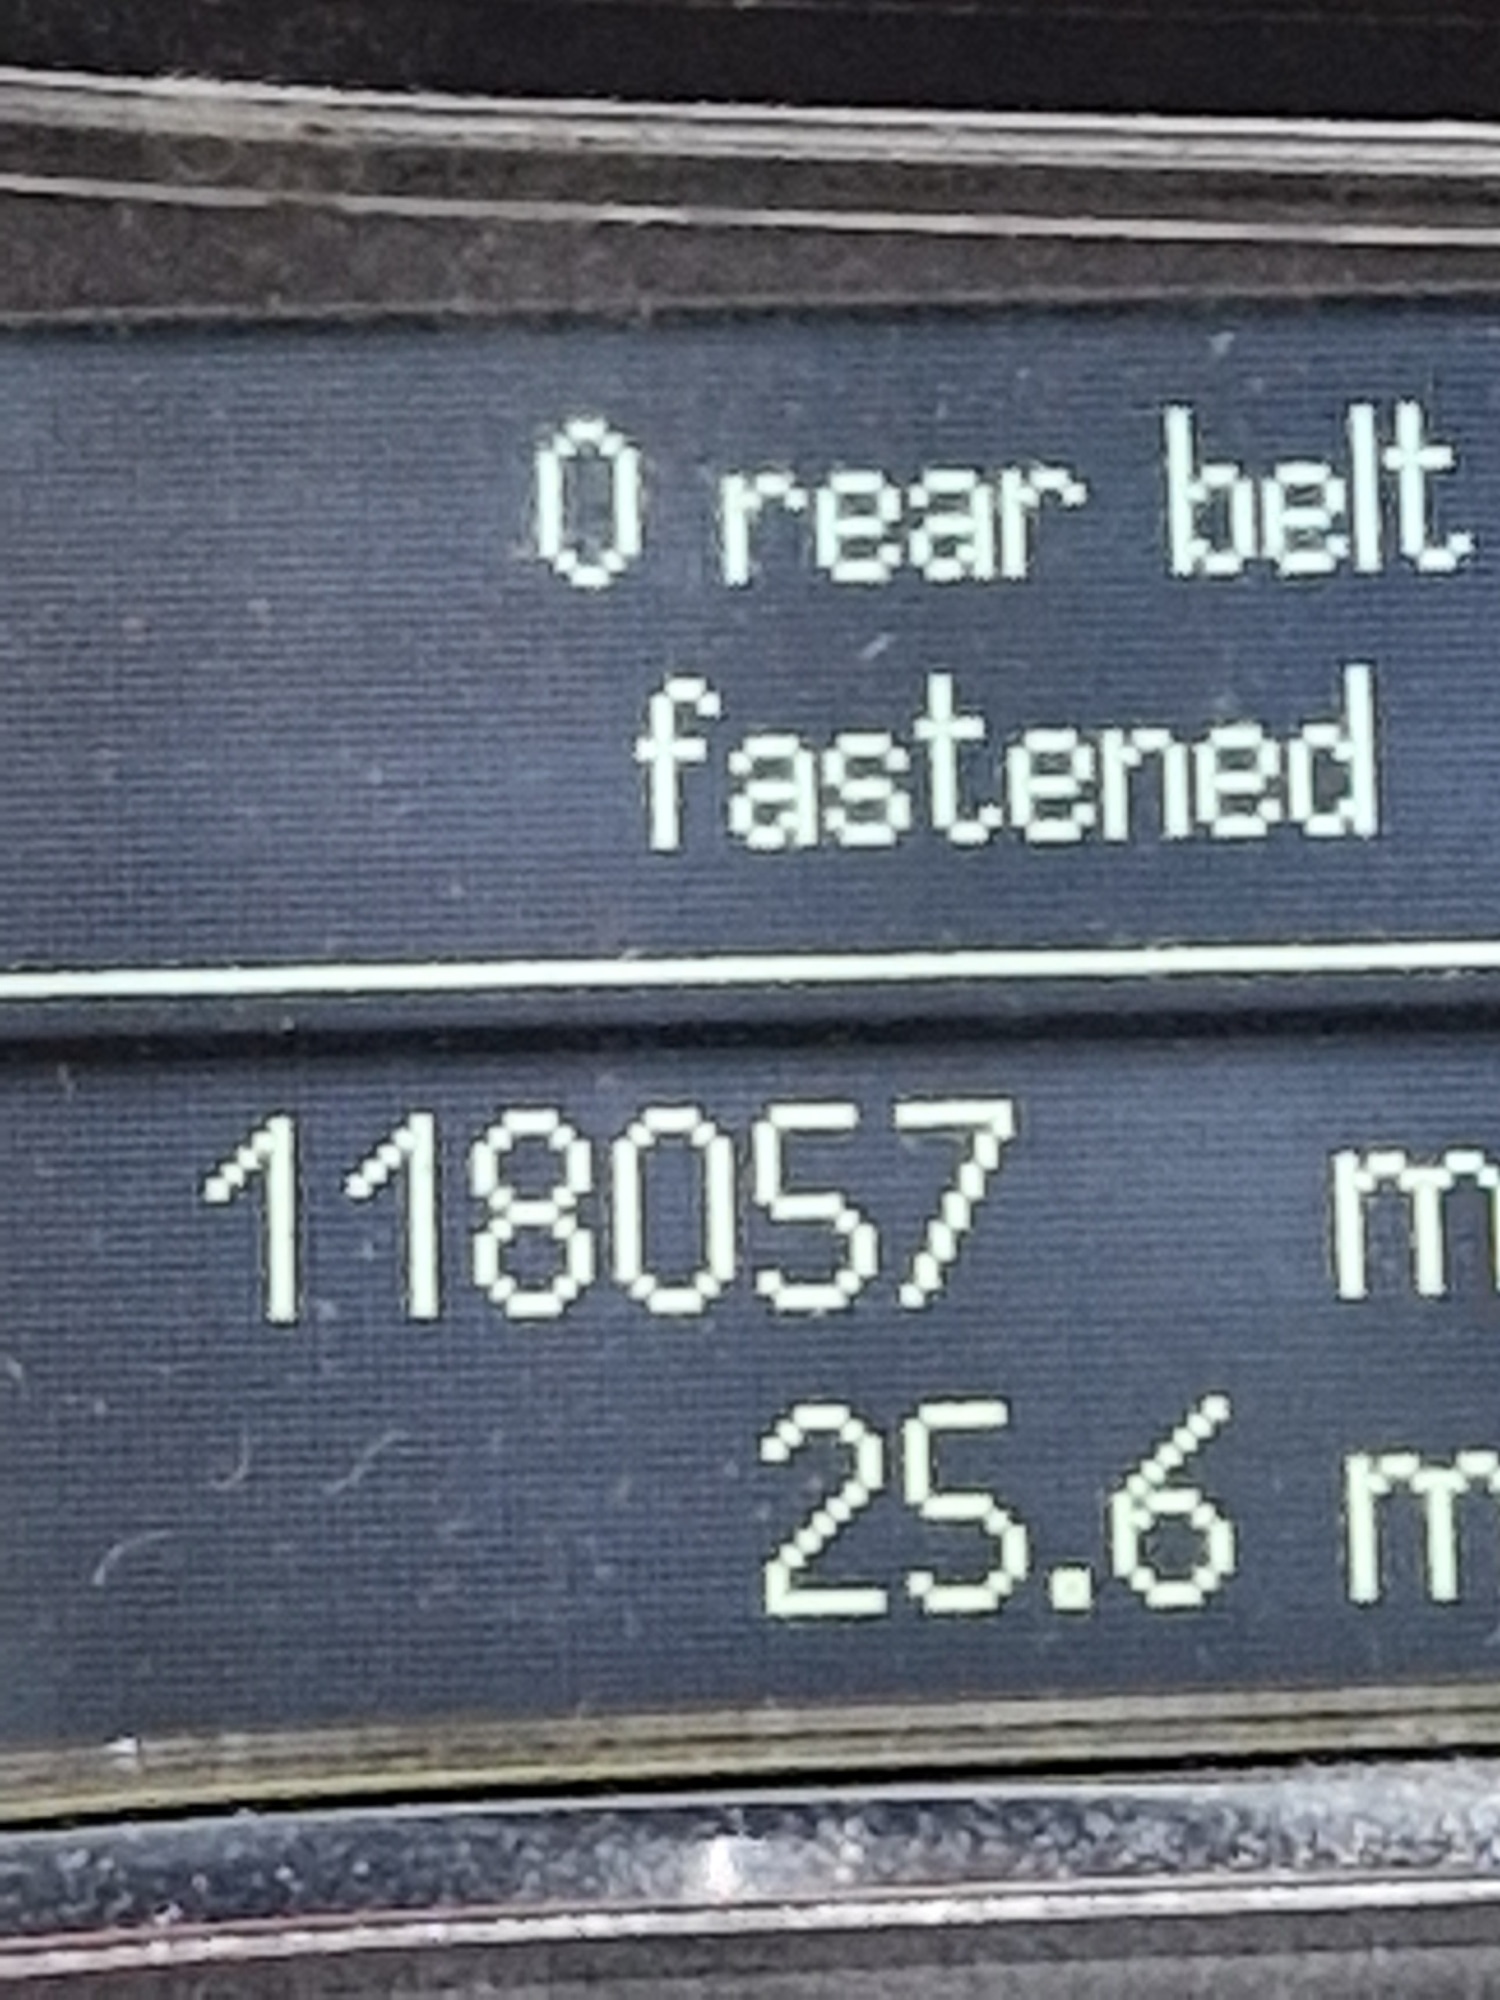 0 rear belt
fastened
118057 m
25.6 m